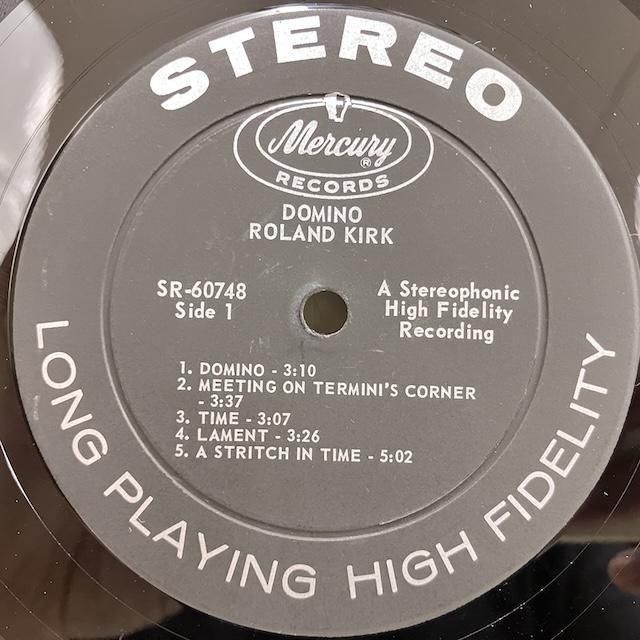 STEREO
Mercury®
RECORDS
DOMINO
ROLAND KIRK
SR-60748
Side 1
A Stereophonic
High Fidelity
Recording
1. DOMINO - 3:10
2. MEETING ON TERMINI'S CORNER
- 3:37
3. TIME - 3:07
4. LAMENT - 3:26
5. A STRITCH IN TIME - 5:02
LONG PLAYING HIGH FIDELITY